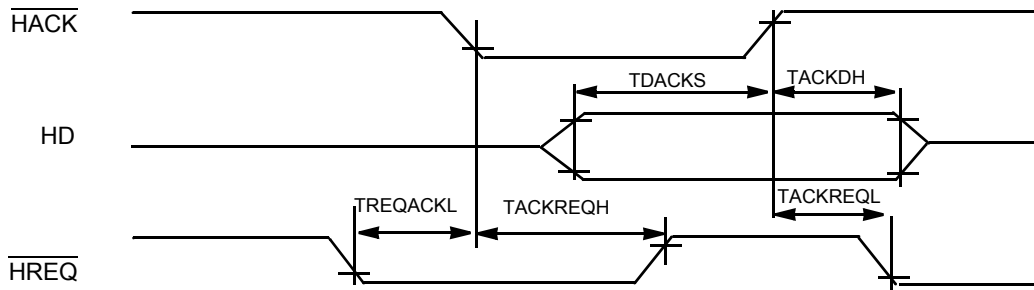 HACK
TDACKS
TACKDH
HD
TREQACKL
TACKREQH
TACKREQL
HREQ